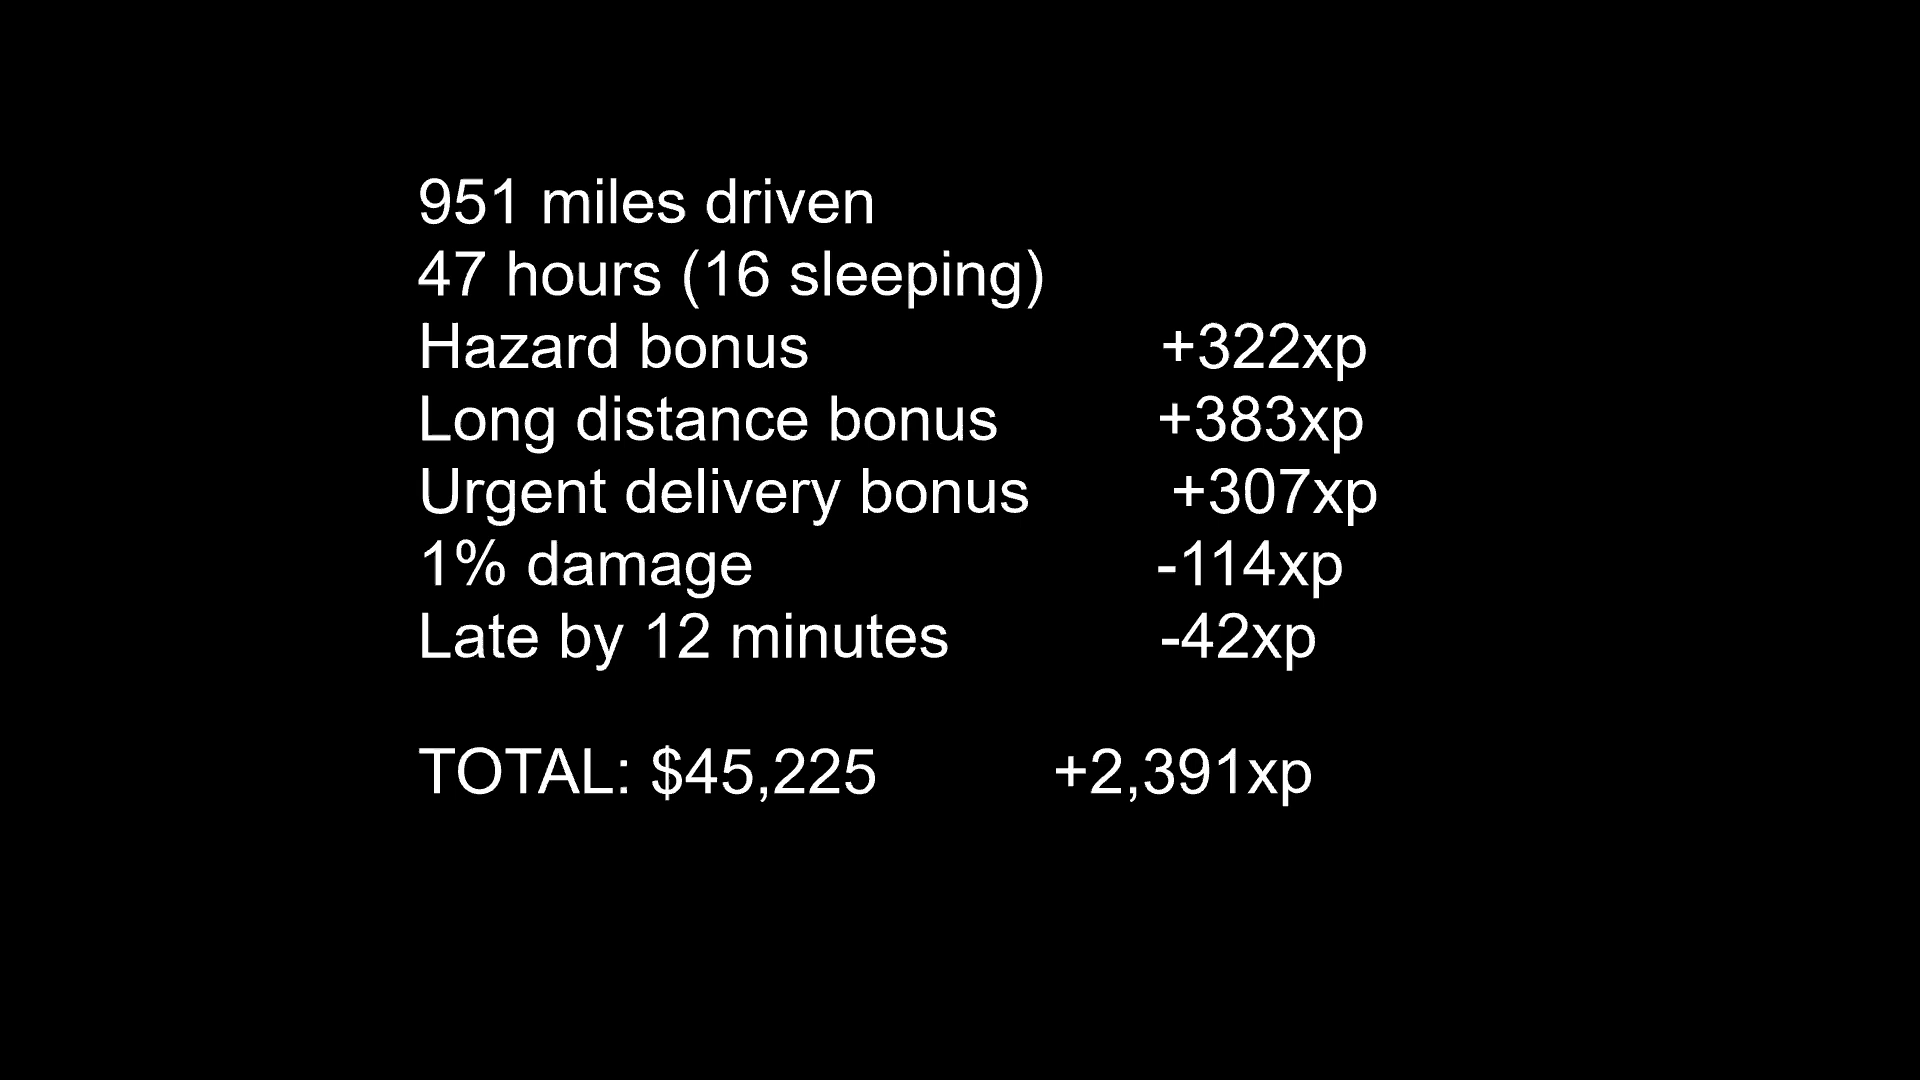 951 miles driven
47 hours (16 sleeping)
Hazard bonus +322xp
Long distance bonus +383xp
Urgent delivery bonus +307xp
1% damage -114xp
Late by 12 minutes -42xp
TOTAL: $45,225 +2,391xp